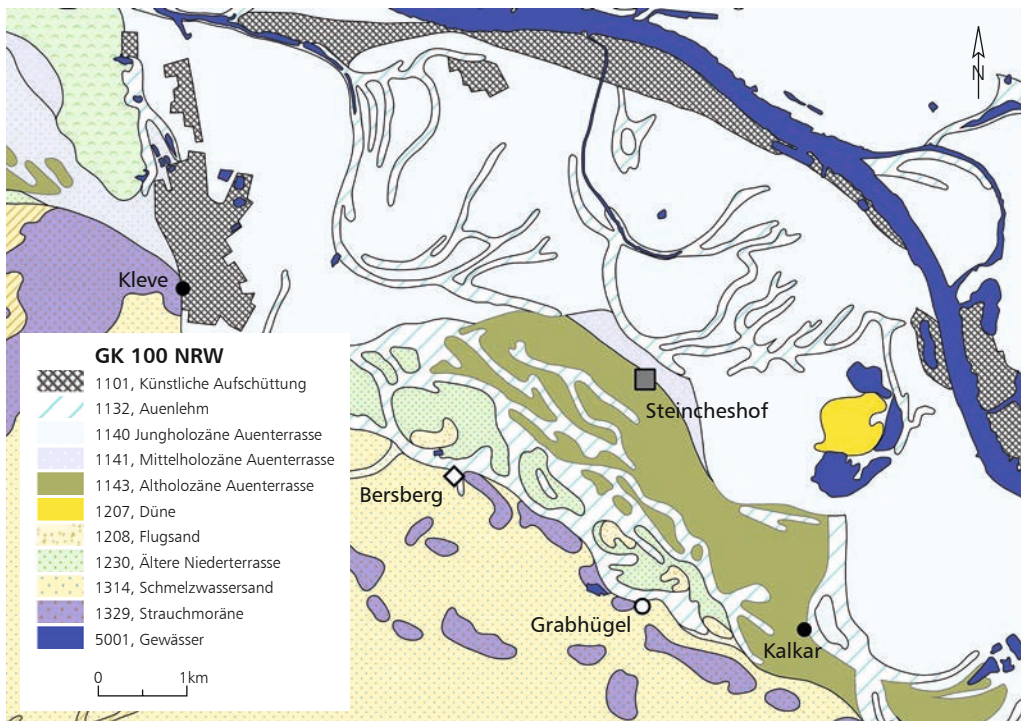 N
Kleve
GK 100 NRW
1101, Künstliche Aufschüttung
1132, Auenlehm
1140 Jungholozäne Auenterrasse
1141, Mittelholozäne Auenterrasse
1143, Altholozäne Auenterrasse
1207, Düne
1208, Flugsand
1230, Ältere Niederterrasse
1314, Schmelzwassersand
1329, Strauchmoräne
5001, Gewässer
0 1km
Steincheshof
Bersberg
Grabhügel
Kalkar